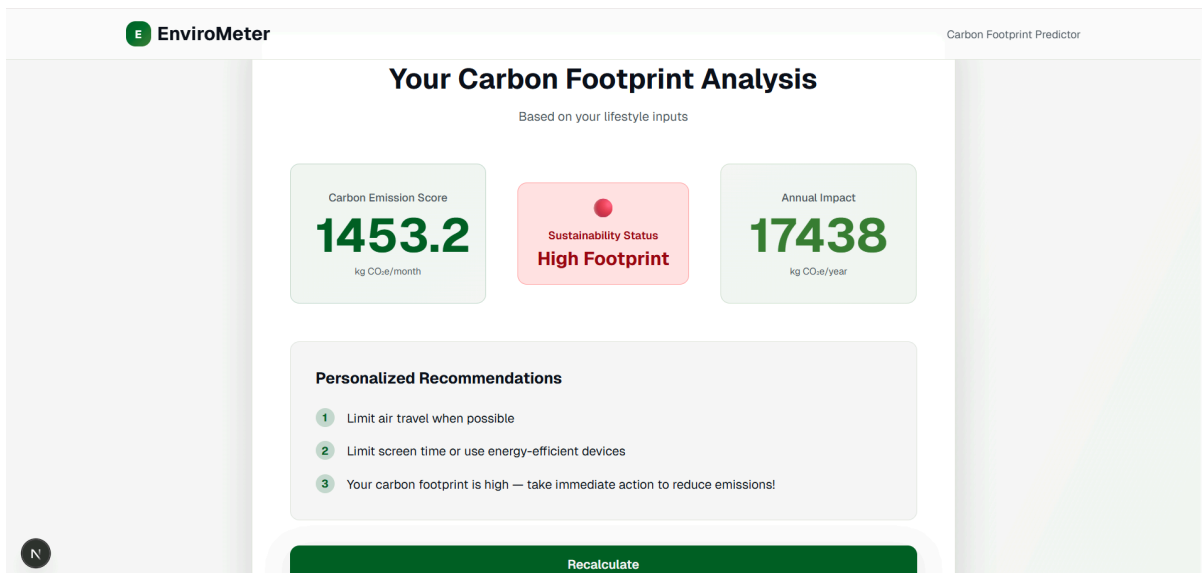 E EnviroMeter
Carbon Footprint Predictor
Your Carbon Footprint Analysis
Based on your lifestyle inputs
Carbon Emission Score
1453.2
kg CO₂e/month
Sustainability Status
High Footprint
Annual Impact
17438
kg CO₂e/year
Personalized Recommendations
1 Limit air travel when possible
2 Limit screen time or use energy-efficient devices
3 Your carbon footprint is high — take immediate action to reduce emissions!
N
Recalculate